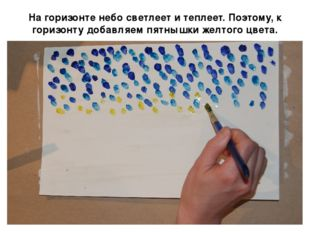 На горизонте небо светлеет и теплеет. Поэтому, к
горизонту добавляем пятнышки желтого цвета.